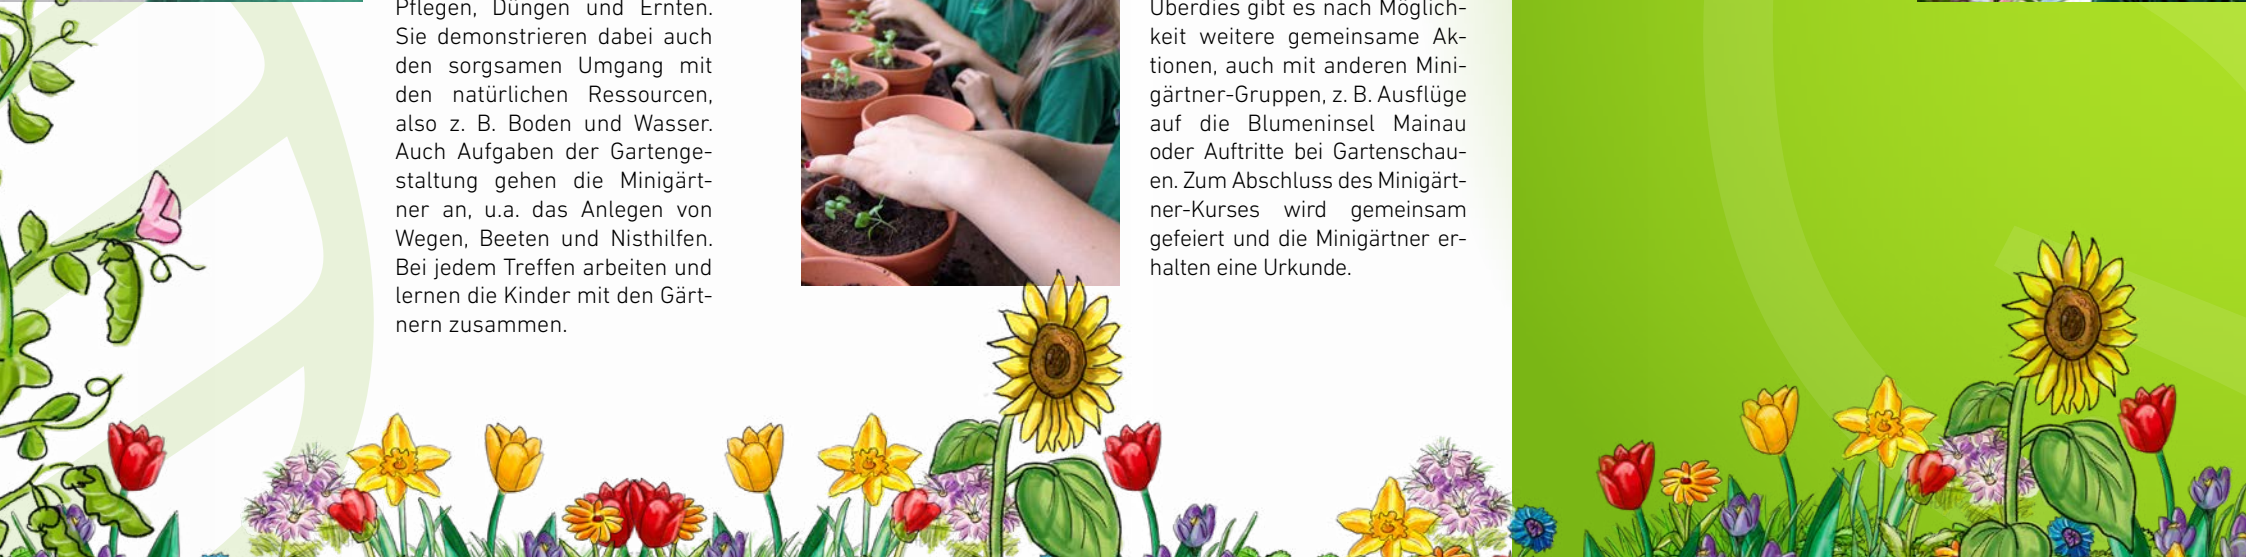 Pflegen, Düngen und Ernten.
Sie demonstrieren dabei auch
den sorgsamen Umgang mit
den natürlichen Ressourcen,
also z. B. Boden und Wasser.
Auch Aufgaben der Gartenge-
staltung gehen die Minigärt-
ner an, u.a. das Anlegen von
Wegen, Beeten und Nisthilfen.
Bei jedem Treffen arbeiten und
lernen die Kinder mit den Gärt-
nern zusammen.
Überdies gibt es nach Möglich-
keit weitere gemeinsame Ak-
tionen, auch mit anderen Mini-
gärtner-Gruppen, z. B. Ausflüge
auf die Blumeninsel Mainau
oder Auftritte bei Gartenschau-
en. Zum Abschluss des Minigärt-
ner-Kurses wird gemeinsam
gefeiert und die Minigärtner er-
halten eine Urkunde.